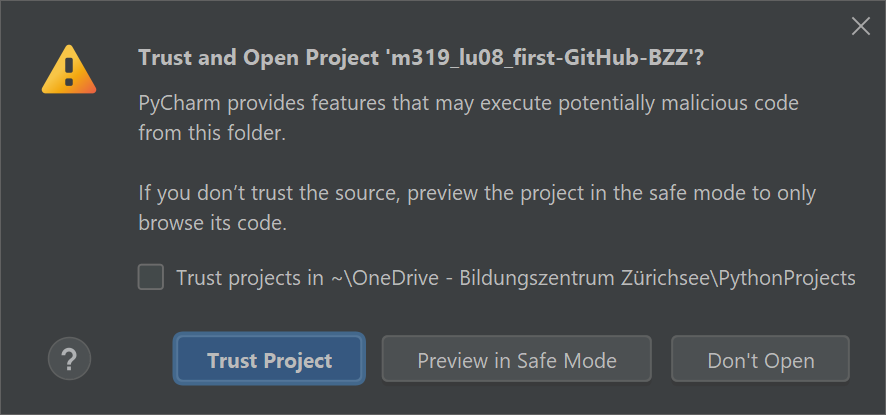 Trust and Open Project 'm319_lu08_first-GitHub-BZZ'?
PyCharm provides features that may execute potentially malicious code
from this folder.
If you don’t trust the source, preview the project in the safe mode to only
browse its code.
Trust projects in ~\OneDrive - Bildungszentrum Zürichsee\PythonProjects
?
Trust Project
Preview in Safe Mode
Don't Open